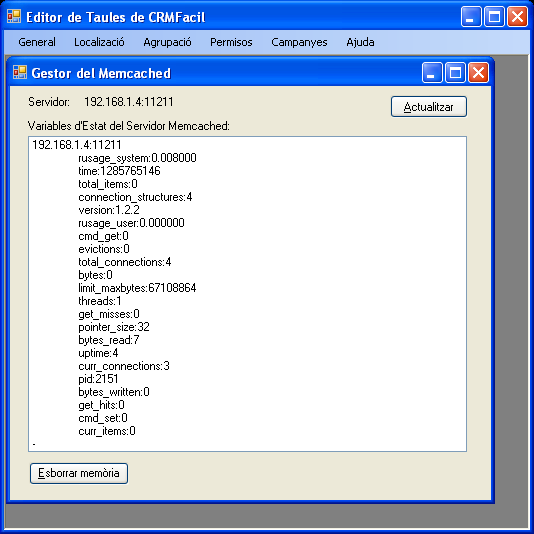 Editor de Taules de CRMFacil
General Localizació Agrupació Permisos Campanyes Ajuda
Gestor del Memcached
Servidor: 192.168.1.4:11211
Actualitzar
Variables d'Estat del Servidor Memcached:
192.168.1.4:11211
rusage_system:0.008000
time:1285765146
total_items:0
connection_structures:4
version:1.2.2
rusage_user:0.000000
cmd_get:0
evictions:0
total_connections:4
bytes:0
limit_maxbytes:67108864
threads:1
get_misses:0
pointer_size:32
bytes_read:7
uptime:4
curr_connections:3
pid:2151
bytes_written:0
get_hits:0
cmd_set:0
curr_items:0
-
Esborrar memòria